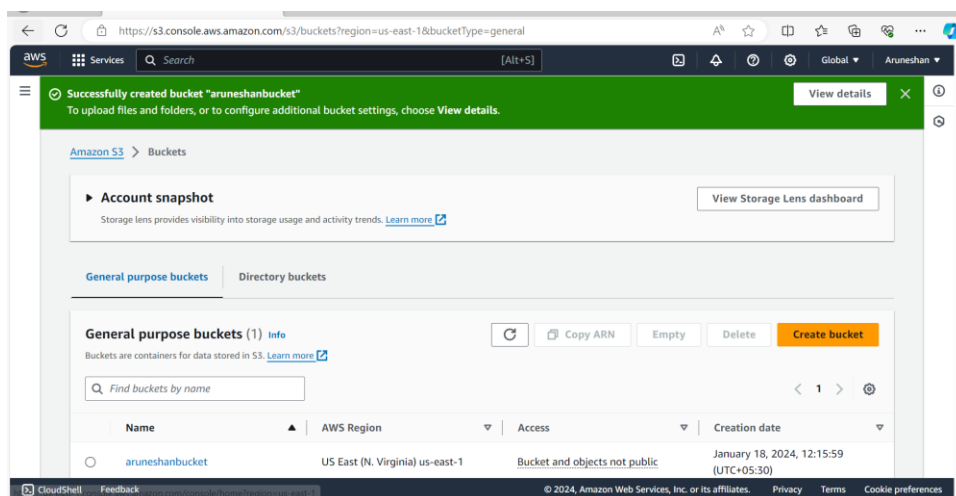 https://s3.console.aws.amazon.com/s3/buckets?region=us-east-1&bucketType=general
aws Services Search [Alt+S] Global Aruneshan
Successfully created bucket "aruneshanbucket"
To upload files and folders, or to configure additional bucket settings, choose View details.
View details
Amazon S3 > Buckets
Account snapshot
Storage lens provides visibility into storage usage and activity trends. Learn more
View Storage Lens dashboard
General purpose buckets Directory buckets
General purpose buckets (1) Info
Copy ARN Empty Delete Create bucket
Buckets are containers for data stored in S3. Learn more
Find buckets by name
< 1 >
Name AWS Region Access Creation date
aruneshanbucket US East (N. Virginia) us-east-1 Bucket and objects not public January 18, 2024, 12:15:59
(UTC+05:30)
CloudShell Feedback © 2024, Amazon Web Services, Inc. or its affiliates. Privacy Terms Cookie preferences